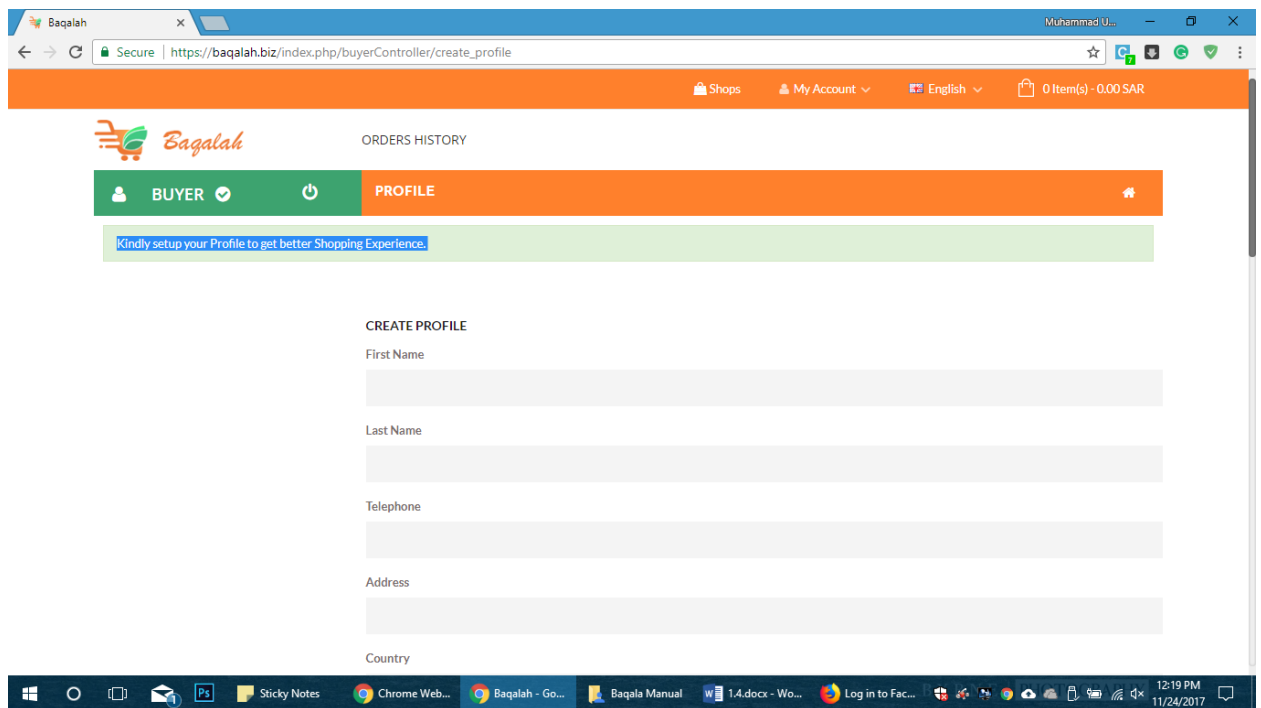 Baqalah
Muhammad U...
Secure | https://baqalah.biz/index.php/buyerController/create_profile
7
Shops My Account English 0 Item(s) - 0.00 SAR
Baqalah
ORDERS HISTORY
BUYER
PROFILE
Kindly setup your Profile to get better Shopping Experience.
CREATE PROFILE
First Name
Last Name
Telephone
Address
Country
1 Ps Sticky Notes Chrome Web... Baqalah - Go... Baqala Manual 1.4.docx - Wo... Log in to Fac...
12:19 PM
11/24/2017